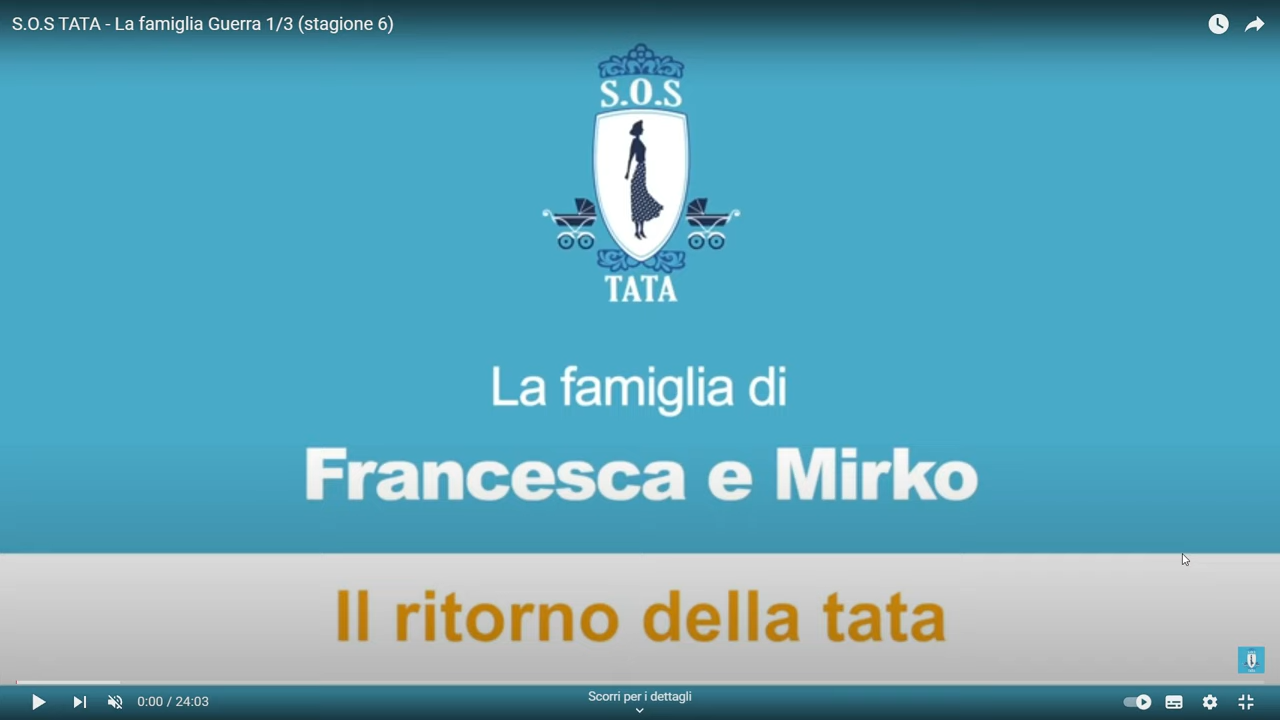 S.O.S TATA - La famiglia Guerra 1/3 (stagione 6)
S.O.S
TATA
La famiglia di
Francesca e Mirko
Il ritorno della tata
0:00 / 24:03
Scorri per i dettagli